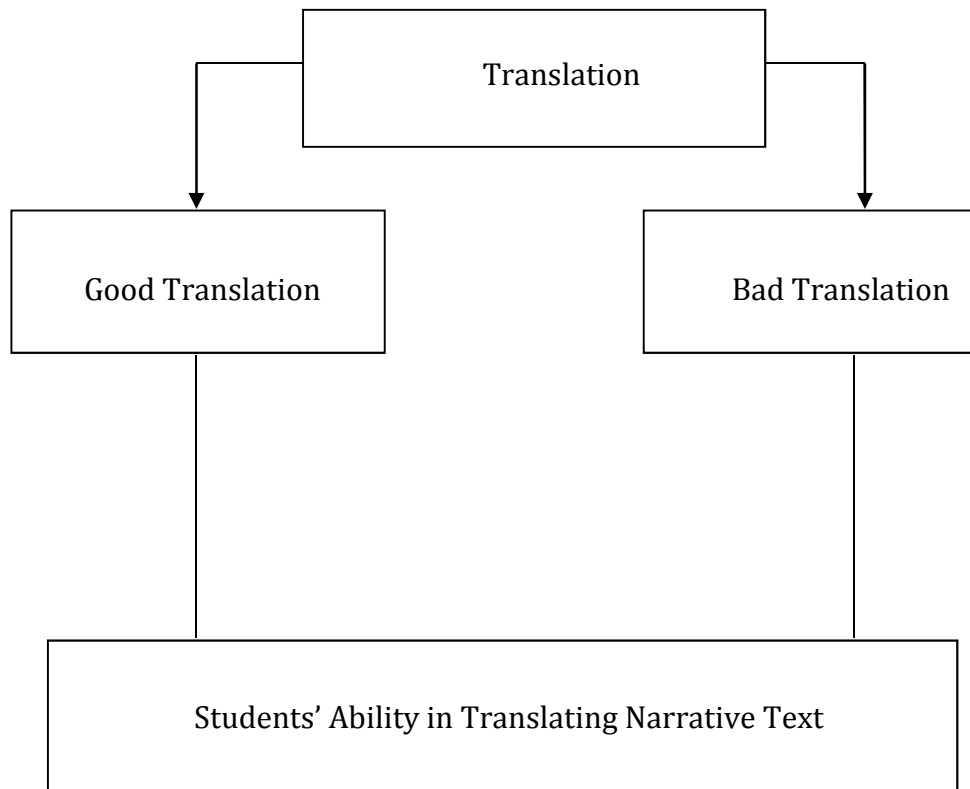 Translation
Good Translation
Bad Translation
Students’ Ability in Translating Narrative Text